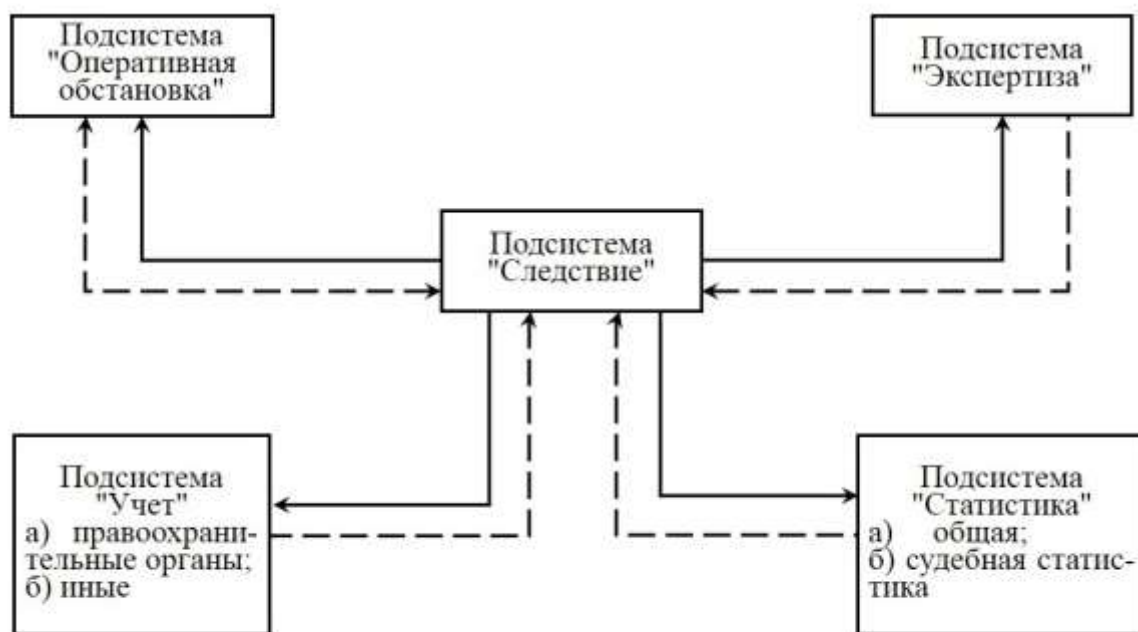 Подсистема
"Оперативная
обстановка"
Подсистема
"Экспертиза"
Подсистема
"Следствие"
Подсистема
"Учет"
а) правоохрани-
тельные органы;
б) иные
Подсистема
"Статистика"
а) общая;
б) судебная статис-
тика